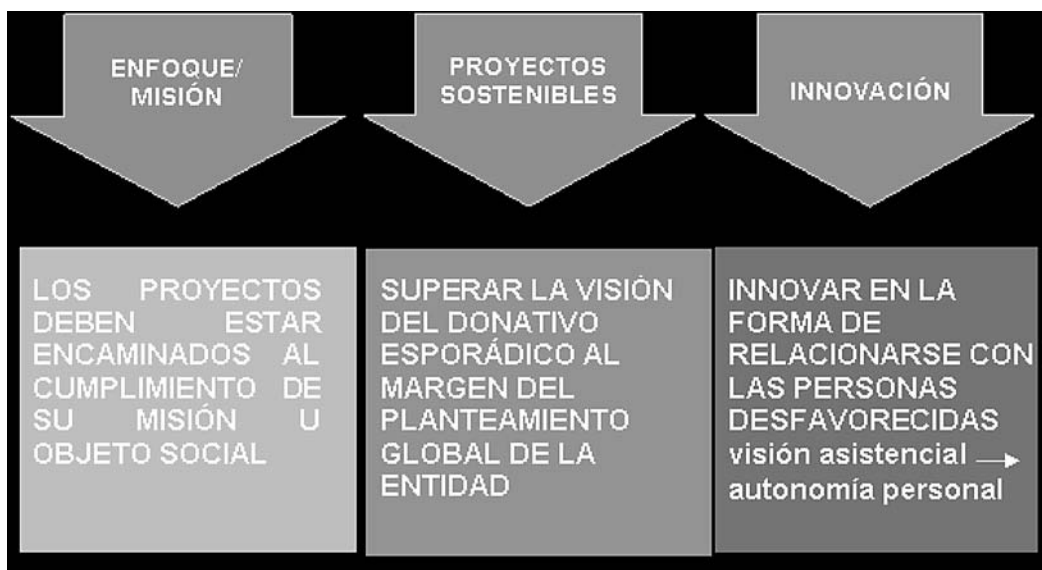 ENFOQUE/
MISIÓN
PROYECTOS
SOSTENIBLES
INNOVACIÓN
LOS PROYECTOS
DEBEN ESTAR
ENCAMINADOS AL
CUMPLIMIENTO DE
SU MISIÓN U
OBJETO SOCIAL
SUPERAR LA VISIÓN
DEL DONATIVO
ESPORÁDICO AL
MARGEN DEL
PLANTEAMIENTO
GLOBAL DE LA
ENTIDAD
INNOVAR EN LA
FORMA DE
RELACIONARSE CON
LAS PERSONAS
DESFAVORECIDAS
visión asistencial →
autonomía personal